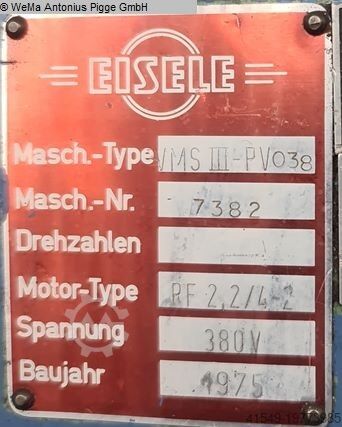 © WeMa Antonius Pigge GmbH
EISELE
Masch.-Type VMS III-PV038
Masch.-Nr. 7382
Drehzahlen
Motor-Type RF 2,2/4-2
Spannung 380V
Baujahr 1975